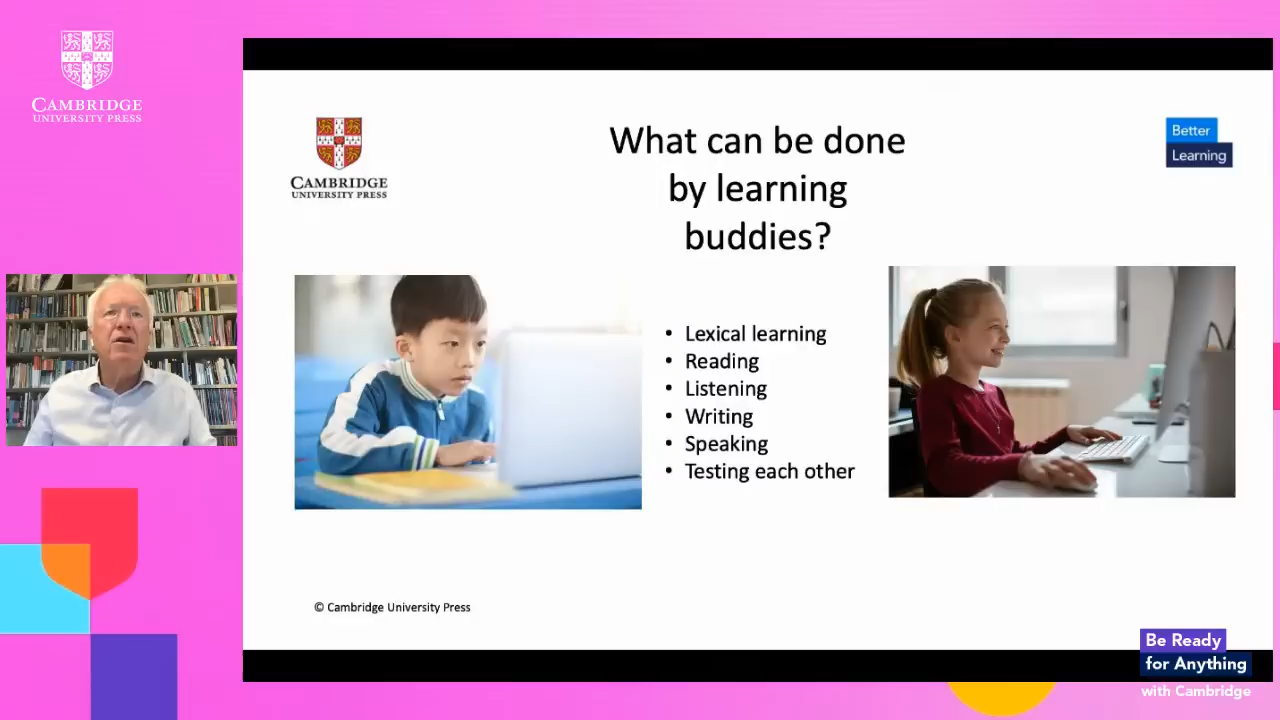 CAMBRIDGE
UNIVERSITY PRESS
CAMBRIDGE
UNIVERSITY PRESS
What can be done
by learning
buddies?
Better
Learning
• Lexical learning
• Reading
• Listening
• Writing
• Speaking
• Testing each other
© Cambridge University Press
Be Ready
for Anything
with Cambridge